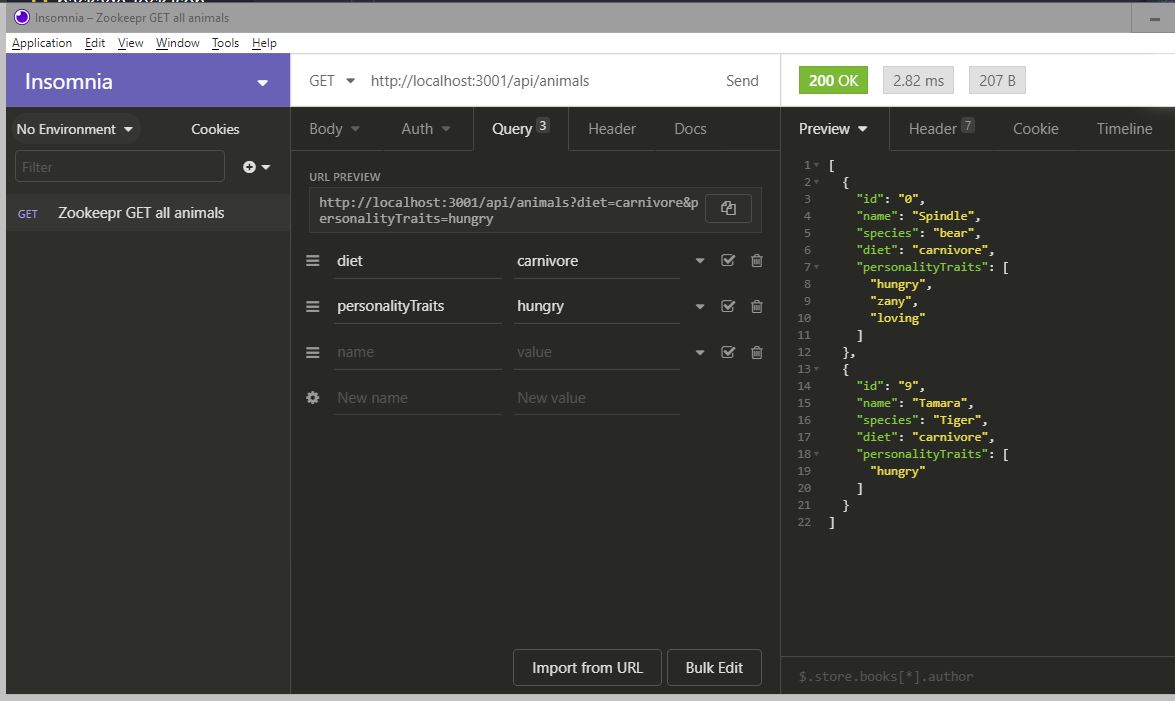 Insomnia – Zookeepr GET all animals
Application Edit View Window Tools Help
Insomnia
GET http://localhost:3001/api/animals Send
200 OK 2.82 ms 207 B
No Environment Cookies
Body Auth Query 3 Header Docs
Preview Header 7 Cookie Timeline
Filter
GET Zookeepr GET all animals
URL PREVIEW
http://localhost:3001/api/animals?diet=carnivore&p
ersonalityTraits=hungry
diet carnivore
personalityTraits hungry
name value
New name New value
Import from URL Bulk Edit
1 [
2 {
3 "id": "0",
4 "name": "Spindle",
5 "species": "bear",
6 "diet": "carnivore",
7 "personalityTraits": [
8 "hungry",
9 "zany",
10 "loving"
11 ]
12 },
13 {
14 "id": "9",
15 "name": "Tamara",
16 "species": "Tiger",
17 "diet": "carnivore",
18 "personalityTraits": [
19 "hungry"
20 ]
21 }
22 ]
$.store.books[*].author